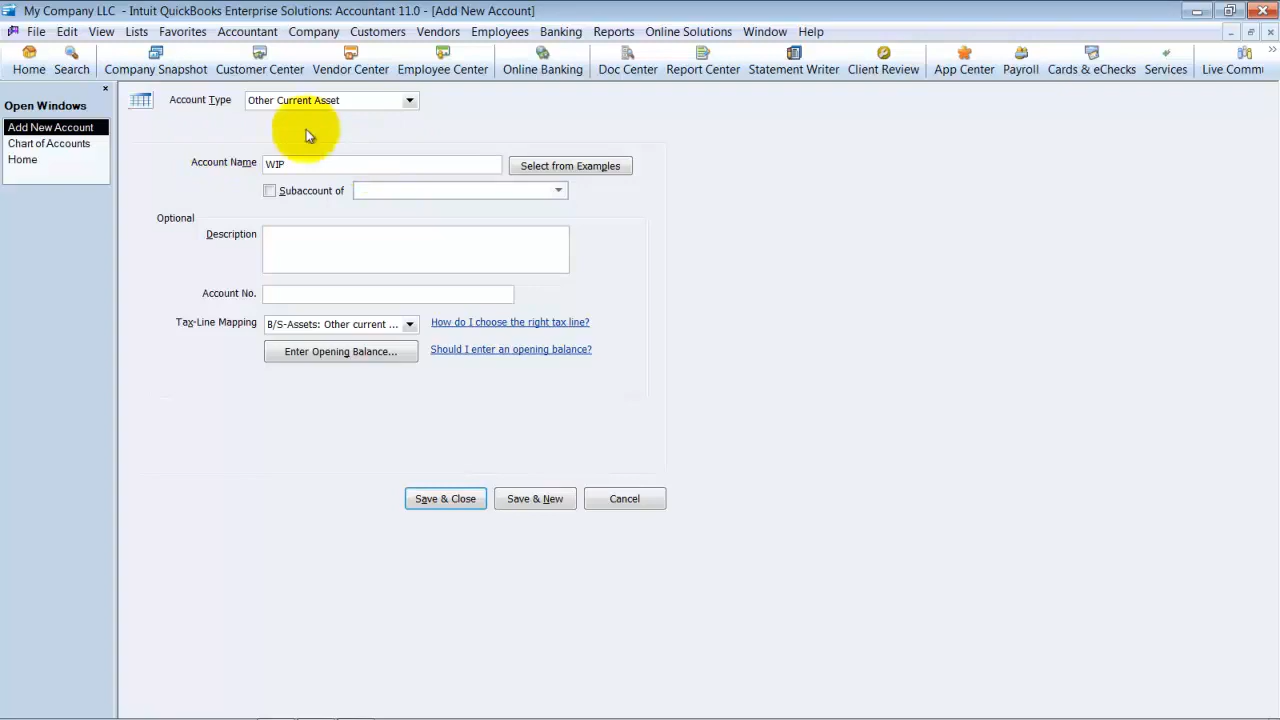 My Company LLC - Intuit QuickBooks Enterprise Solutions: Accountant 11.0 - [Add New Account]
File Edit View Lists Favorites Accountant Company Customers Vendors Employees Banking Reports Online Solutions Window Help
Home Search Company Snapshot Customer Center Vendor Center Employee Center Online Banking Doc Center Report Center Statement Writer Client Review App Center Payroll Cards & eChecks Services Live Commu
Open Windows
Add New Account
Chart of Accounts
Home
Account Type Other Current Asset
Account Name WIP Select from Examples
Subaccount of
Optional
Description
Account No.
Tax-Line Mapping B/S-Assets: Other current ... How do I choose the right tax line?
Enter Opening Balance... Should I enter an opening balance?
Save & Close Save & New Cancel